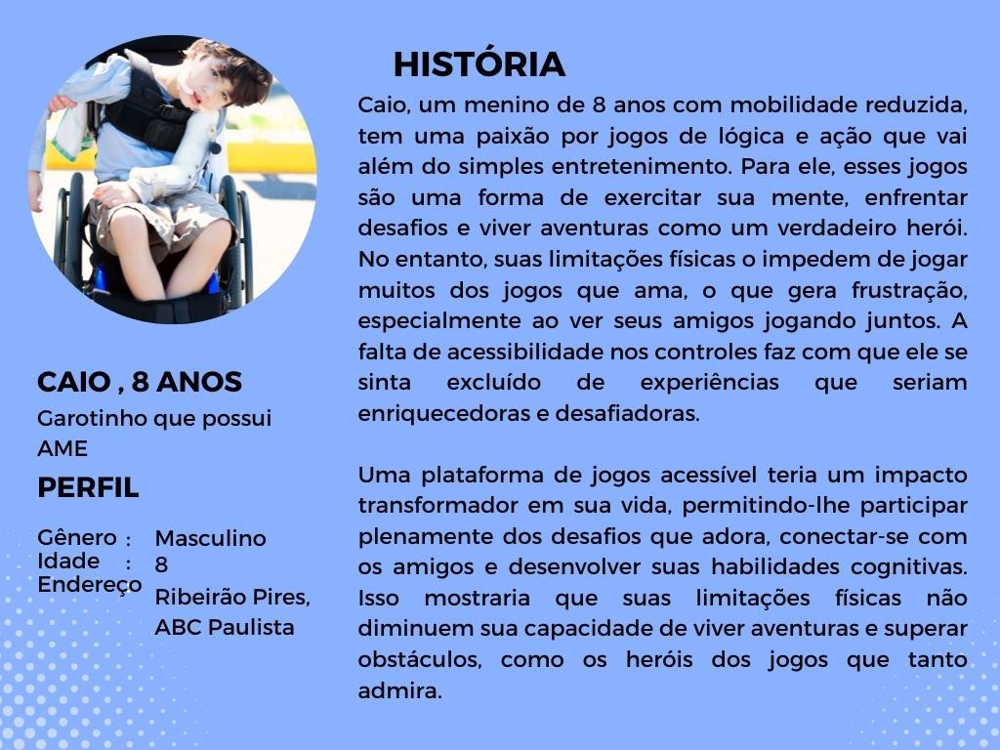 HISTÓRIA
Caio, um menino de 8 anos com mobilidade reduzida,
tem uma paixão por jogos de lógica e ação que vai
além do simples entretenimento. Para ele, esses jogos
são uma forma de exercitar sua mente, enfrentar
desafios e viver aventuras como um verdadeiro herói.
No entanto, suas limitações físicas o impedem de jogar
muitos dos jogos que ama, o que gera frustração,
especialmente ao ver seus amigos jogando juntos. A
falta de acessibilidade nos controles faz com que ele se
sinta excluído de experiências que seriam
enriquecedoras e desafiadoras.
Uma plataforma de jogos acessível teria um impacto
transformador em sua vida, permitindo-lhe participar
plenamente dos desafios que adora, conectar-se com
os amigos e desenvolver suas habilidades cognitivas.
Isso mostraria que suas limitações físicas não
diminuem sua capacidade de viver aventuras e superar
obstáculos, como os heróis dos jogos que tanto
admira.
CAIO , 8 ANOS
Garotinho que possui
AME
PERFIL
Gênero : Masculino
Idade : 8
Endereço : Ribeirão Pires,
ABC Paulista